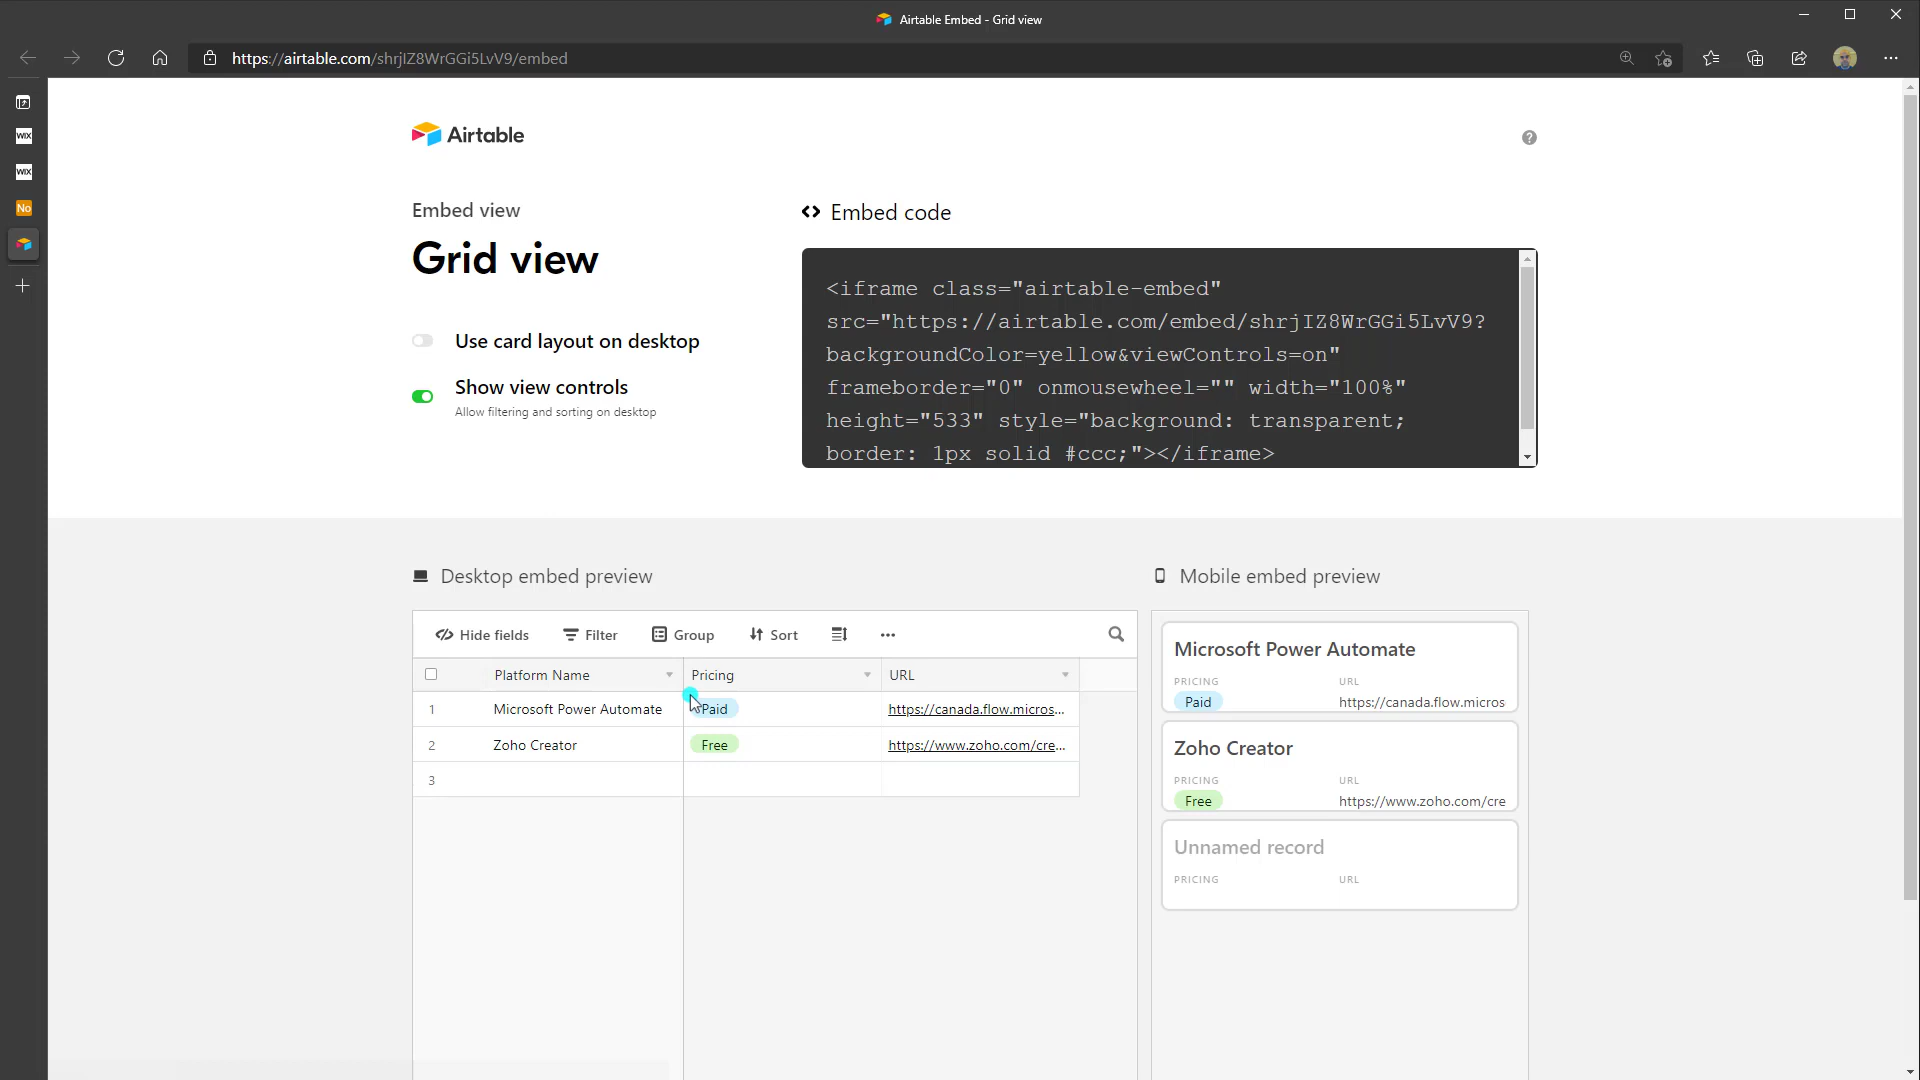 Airtable Embed - Grid view
https://airtable.com/shrjIZ8WrGGi5LvV9/embed
WIX
WIX
No
Airtable
?
Embed view
Grid view
Use card layout on desktop
Show view controls
Allow filtering and sorting on desktop
<> Embed code
<iframe class="airtable-embed"
src="https://airtable.com/embed/shrjIZ8WrGGi5LvV9?
backgroundColor=yellow&viewControls=on"
frameborder="0" onmousewheel="" width="100%"
height="533" style="background: transparent;
border: 1px solid #ccc;"></iframe>
Desktop embed preview
Hide fields Filter Group Sort
Platform Name Pricing URL
1 Microsoft Power Automate Paid https://canada.flow.micros...
2 Zoho Creator Free https://www.zoho.com/cre...
3
Mobile embed preview
Microsoft Power Automate
PRICING URL
Paid https://canada.flow.micros
Zoho Creator
PRICING URL
Free https://www.zoho.com/cre
Unnamed record
PRICING URL